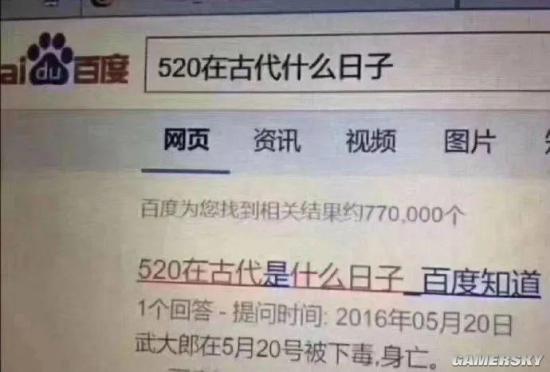 ai du 百度
520在古代什么日子
网页 资讯 视频 图片
百度为您找到相关结果约770,000个
520在古代是什么日子_百度知道
1个回答 - 提问时间: 2016年05月20日
武大郎在5月20号被下毒,身亡。
GAMERSKY